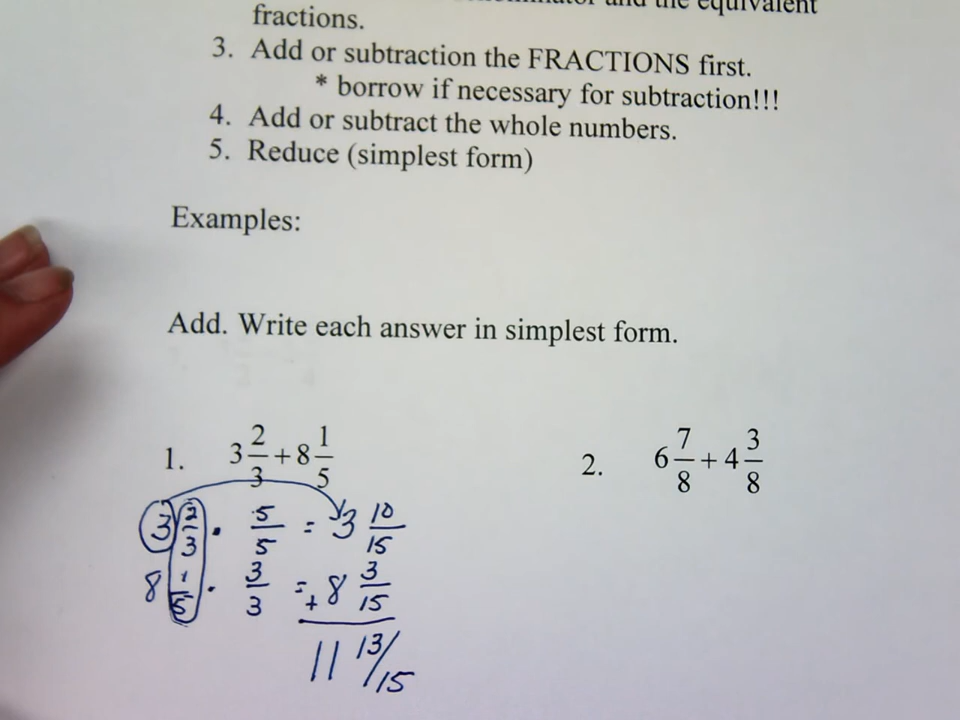 and the equivalent
fractions.
3. Add or subtraction the FRACTIONS first.
* borrow if necessary for subtraction!!!
4. Add or subtract the whole numbers.
5. Reduce (simplest form)
Examples:
Add. Write each answer in simplest form.
1. 3 2/3 + 8 1/5
2. 6 7/8 + 4 3/8
3 2/3 · 5/5 = 3 10/15
8 1/5 · 3/3 = + 8 3/15
11 13/15